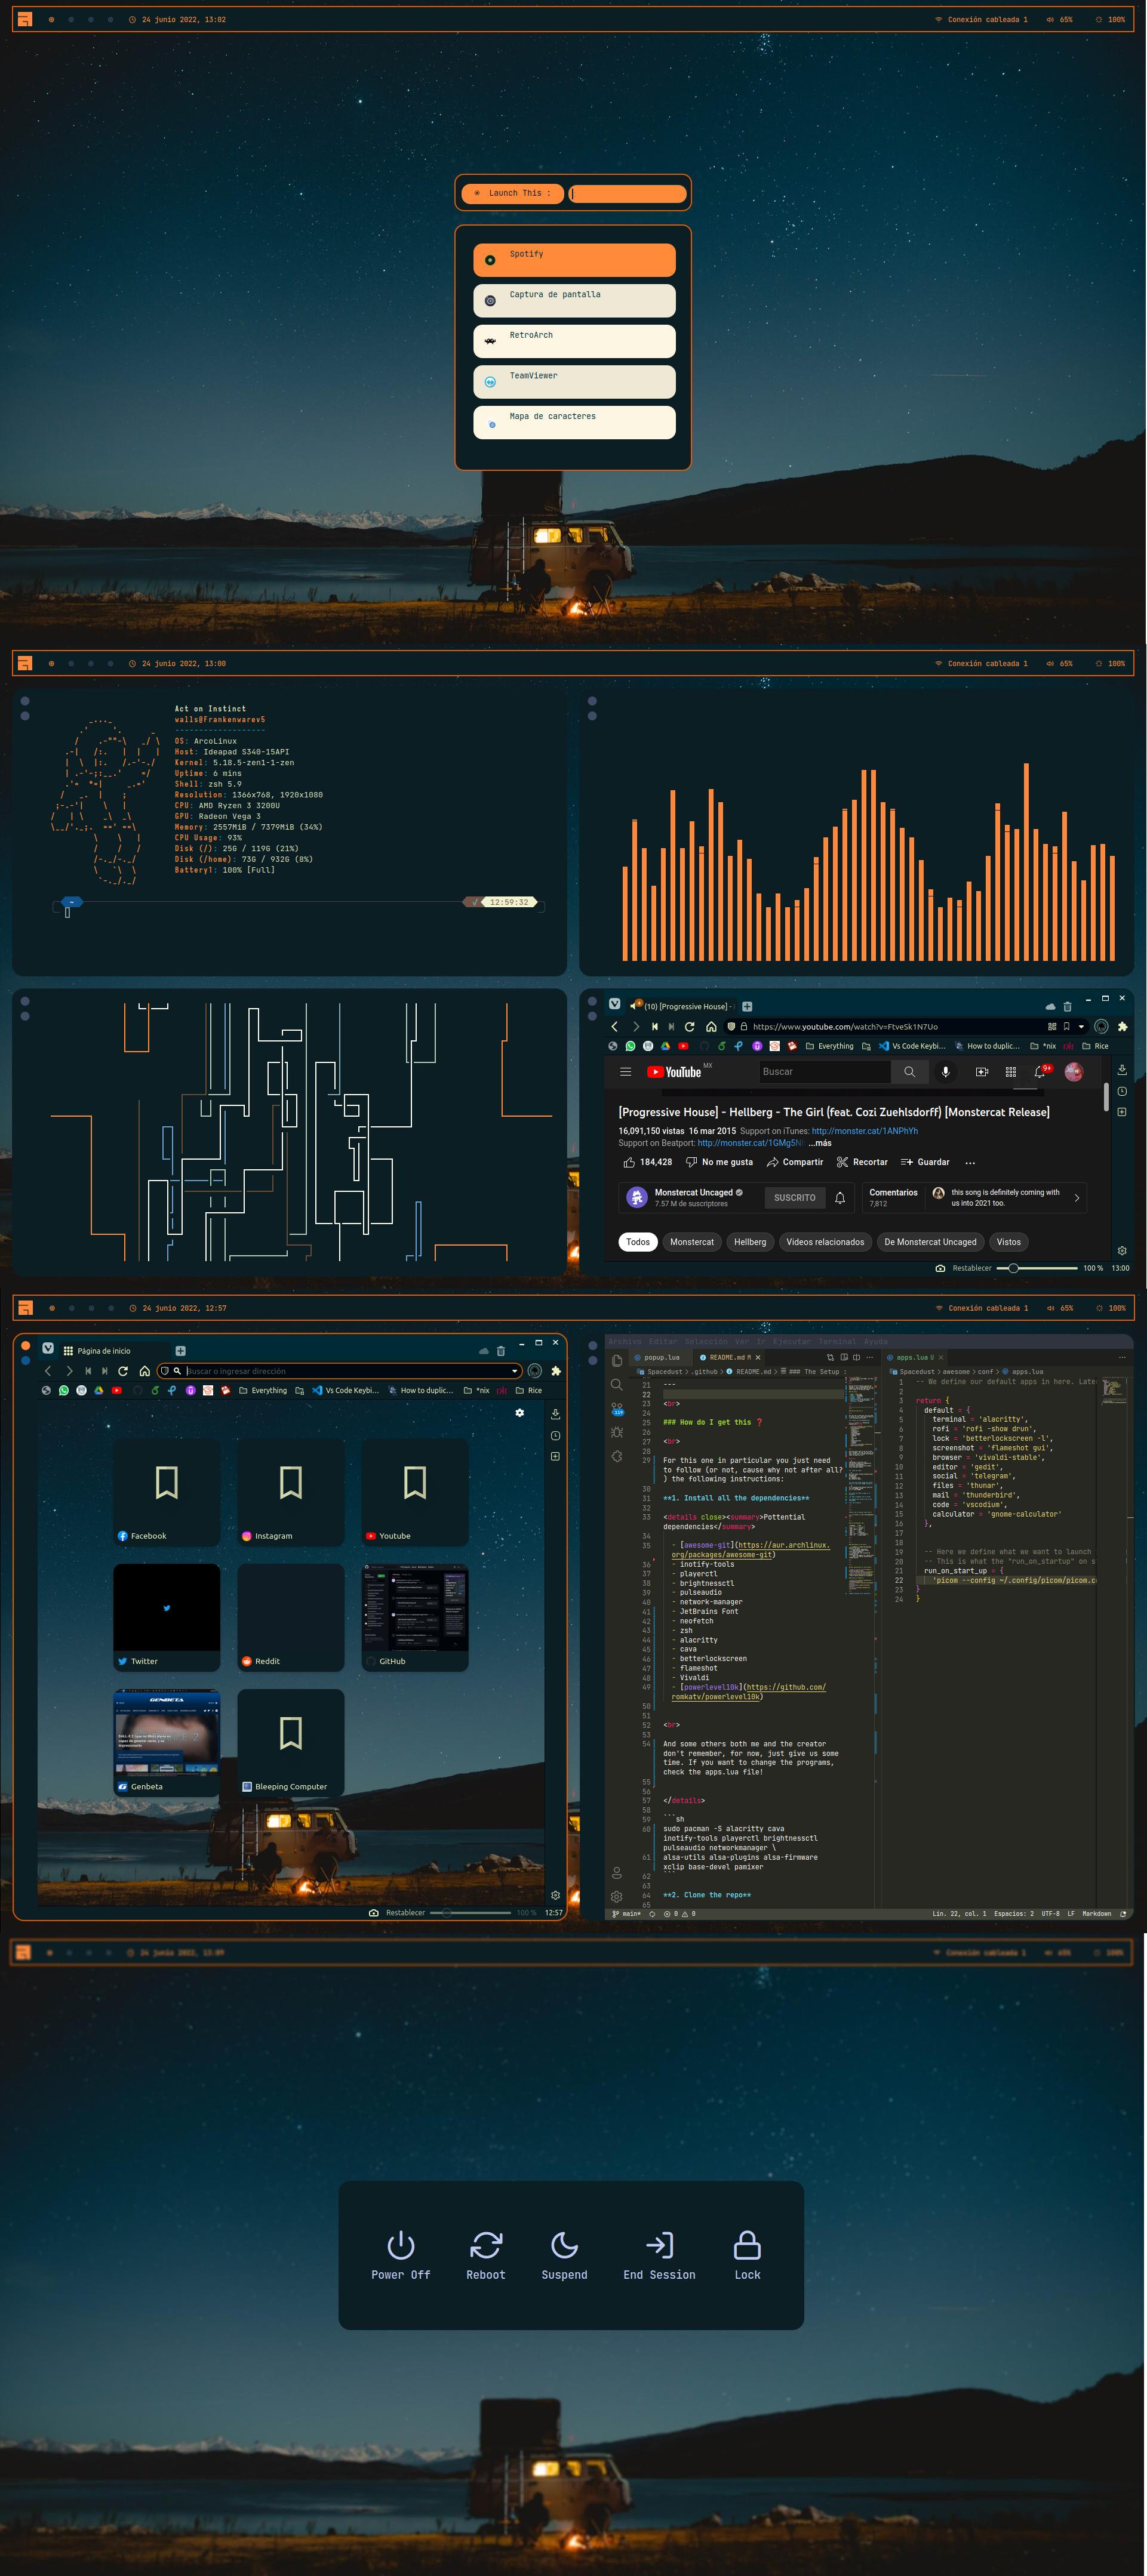 24 junio 2022, 13:02
Conexión cableada 1 65% 100%
Launch This :
Spotify
Captura de pantalla
RetroArch
TeamViewer
Mapa de caracteres
24 junio 2022, 13:00
Conexión cableada 1 65% 100%
Act on Instinct
walls@Frankenwarev5
-------------------
OS: ArcoLinux
Host: Ideapad S340-15API
Kernel: 5.18.5-zen1-1-zen
Uptime: 6 mins
Shell: zsh 5.9
Resolution: 1366x768, 1920x1080
CPU: AMD Ryzen 3 3200U
GPU: Radeon Vega 3
Memory: 2557MiB / 7379MiB (34%)
CPU Usage: 93%
Disk (/): 25G / 119G (21%)
Disk (/home): 73G / 932G (8%)
Battery1: 100% [Full]
~
√ 12:59:32
(10) [Progressive House] -
https://www.youtube.com/watch?v=FtveSk1N7Uo
Everything
Vs Code Keybi...
How to duplic...
*nix
Rice
YouTube MX
Buscar
9+
[Progressive House] - Hellberg - The Girl (feat. Cozi Zuehlsdorff) [Monstercat Release]
16,091,150 vistas 16 mar 2015 Support on iTunes: http://monster.cat/1ANPhYh
Support on Beatport: http://monster.cat/1GMg5N ...más
184,428 No me gusta Compartir Recortar Guardar ...
Monstercat Uncaged
7.57 M de suscriptores
SUSCRITO
Comentarios
7,812
this song is definitely coming with
us into 2021 too.
Todos Monstercat Hellberg Videos relacionados De Monstercat Uncaged Vistos
Restablecer 100 % 13:00
24 junio 2022, 12:57
Conexión cableada 1 65% 100%
Página de inicio
Buscar o ingresar dirección
Everything
Vs Code Keybi...
How to duplic...
*nix
Rice
Facebook
Instagram
Youtube
Twitter
Reddit
GitHub
GENBETA
Genbeta
Bleeping Computer
Restablecer 100 % 12:57
Archivo Editar Selección Ver Ir Ejecutar Terminal Ayuda
popup.lua
README.md M
Spacedust > .github > README.md > ### The Setup :
21 ---
22
23 <br>
24
25 ### How do I get this ❓
26
27 <br>
28
29 For this one in particular you just need
to follow (or not, cause why not after all?
) the following instructions:
30
31 **1. Install all the dependencies**
32
33 <details close><summary>Pottential
dependencies</summary>
34
35 - [awesome-git](https://aur.archlinux.
org/packages/awesome-git)
36 - inotify-tools
37 - playerctl
38 - brightnessctl
39 - pulseaudio
40 - network-manager
41 - JetBrains Font
42 - neofetch
43 - zsh
44 - alacritty
45 - cava
46 - betterlockscreen
47 - flameshot
48 - Vivaldi
49 - [powerlevel10k](https://github.com/
romkatv/powerlevel10k)
50
51
52 <br>
53
54 And some others both me and the creator
don't remember, for now, just give us some
time. If you want to change the programs,
check the apps.lua file!
55
56
57 </details>
58
59 ```sh
60 sudo pacman -S alacritty cava
inotify-tools playerctl brightnessctl
pulseaudio networkmanager \
61 alsa-utils alsa-plugins alsa-firmware
xclip base-devel pamixer
62 ```
63
64 **2. Clone the repo**
65
apps.lua U
Spacedust > awesome > conf > apps.lua
1 -- We define our default apps in here. Late
2
3 return {
4 default = {
5 terminal = 'alacritty',
6 rofi = 'rofi -show drun',
7 lock = 'betterlockscreen -l',
8 screenshot = 'flameshot gui',
9 browser = 'vivaldi-stable',
10 editor = 'gedit',
11 social = 'telegram',
12 files = 'thunar',
13 mail = 'thunderbird',
14 code = 'vscodium',
15 calculator = 'gnome-calculator'
16 },
17
18
19 -- Here we define what we want to launch
20 -- This is what the "run_on_startup" on s
21 run_on_start_up = {
22 'picom --config ~/.config/picom/picom.co
23 }
24 }
main* 0 0
Lin. 22, col. 1 Espacios: 2 UTF-8 LF Markdown
24 junio 2022, 13:09
Conexión cableada 1 65% 100%
Power Off
Reboot
Suspend
End Session
Lock